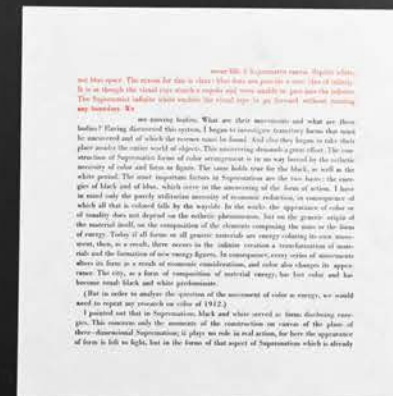 never life. A Suprematist canvas depicts white,
not blue space. The reason for this is clear: blue does not provide a true idea of infinity.
It is as though the visual rays struck a cupola and were unable to pass into the infinite.
The Suprematist infinite white enables the visual rays to go forward without meeting
any boundary. We
see moving bodies. What are their movements and what are these
bodies? Having discovered this system, I began to investigate transitory forms that must
be uncovered and of which the essence must be found. And also they began to take their
place amidst the entire world of objects. This uncovering demands a great effort. The con-
struction of Suprematist forms of color arrangement is in no way bound by the esthetic
necessity of color and form or figure. The same holds true for the black, as well as the
white period. The most important factors in Suprematism are the two bases: the ener-
gies of black and of white, which serve in the uncovering of the form of action. I have
in mind only the purely utilitarian necessity of economic reduction, in consequence of
which all that is colored falls by the wayside. In the works, the appearance of color or
of tonality does not depend on the esthetic phenomenon, but on the generic origin of
the material itself, on the composition of the elements composing the mass or the form
of energy. Today if all forms or all generic materials are energy coloring its own move-
ment, then, as a result, there occurs in the infinite creation a transformation of mate-
rials and the formation of new energy figures. In consequence, every series of movements
alters its form as a result of economic considerations, and color also changes its appea-
rance. The city, as a form of composition of material energy, has lost color and has
become tonal: black and white predominate.
(But in order to analyze the question of the movement of color as energy, we would
need to repeat my research on color of 1912.)
I pointed out that in Suprematism, black and white served as forms disclosing ener-
gies. This concerns only the moments of the construction on canvas of the plane of
three-dimensional Suprematism; it plays no role in real action, for here the appearance
of form is left to light, but in the forms of that aspect of Suprematism which is already